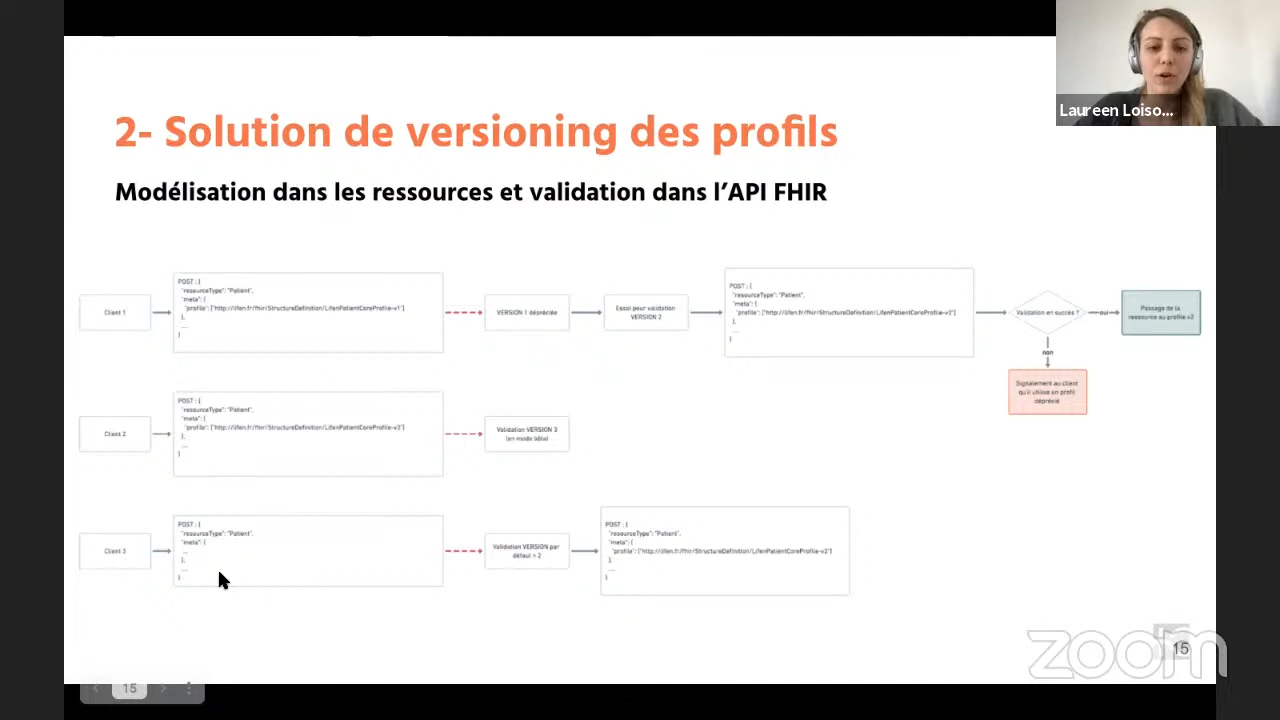 Laureen Loiso...
2- Solution de versioning des profils
Modélisation dans les ressources et validation dans l’API FHIR
Client 1
POST : {
"resourceType": "Patient",
"meta": {
"profile": ["http://lifen.fr/fhir/StructureDefinition/LifenPatientCoreProfile-v1"]
},
....
}
VERSION 1 dépréciée
Essai pour validation
VERSION 2
POST : {
"resourceType": "Patient",
"meta": {
"profile": ["http://lifen.fr/fhir/StructureDefinition/LifenPatientCoreProfile-v2"]
},
....
}
Validation en succès ?
oui
Passage de la
ressource au profile v2
non
Signalement au client
qu'il utilise un profil
déprécié
Client 2
POST : {
"resourceType": "Patient",
"meta": {
"profile": ["http://lifen.fr/fhir/StructureDefinition/LifenPatientCoreProfile-v3"]
},
....
}
Validation VERSION 3
(en mode bêta)
Client 3
POST : {
"resourceType": "Patient",
"meta": {
...
},
....
}
Validation VERSION par
défaut = 2
POST : {
"resourceType": "Patient",
"meta": {
"profile": ["http://lifen.fr/fhir/StructureDefinition/LifenPatientCoreProfile-v2"]
},
....
}
zoom
15
15